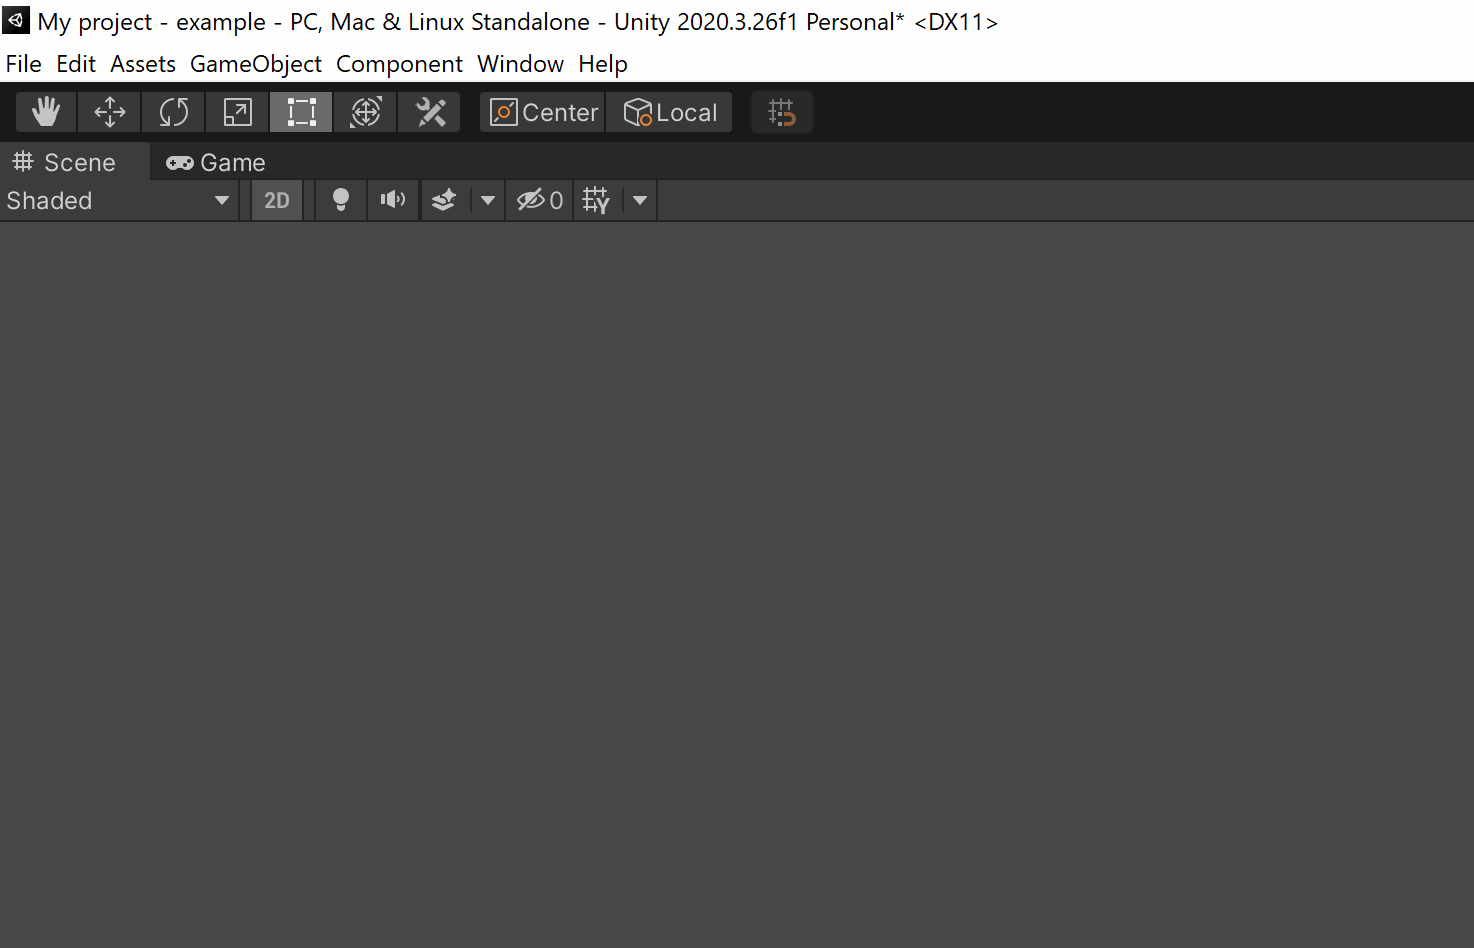 My project - example - PC, Mac & Linux Standalone - Unity 2020.3.26f1 Personal* <DX11>
File Edit Assets GameObject Component Window Help
Center Local
Scene Game
Shaded 2D 0 Y